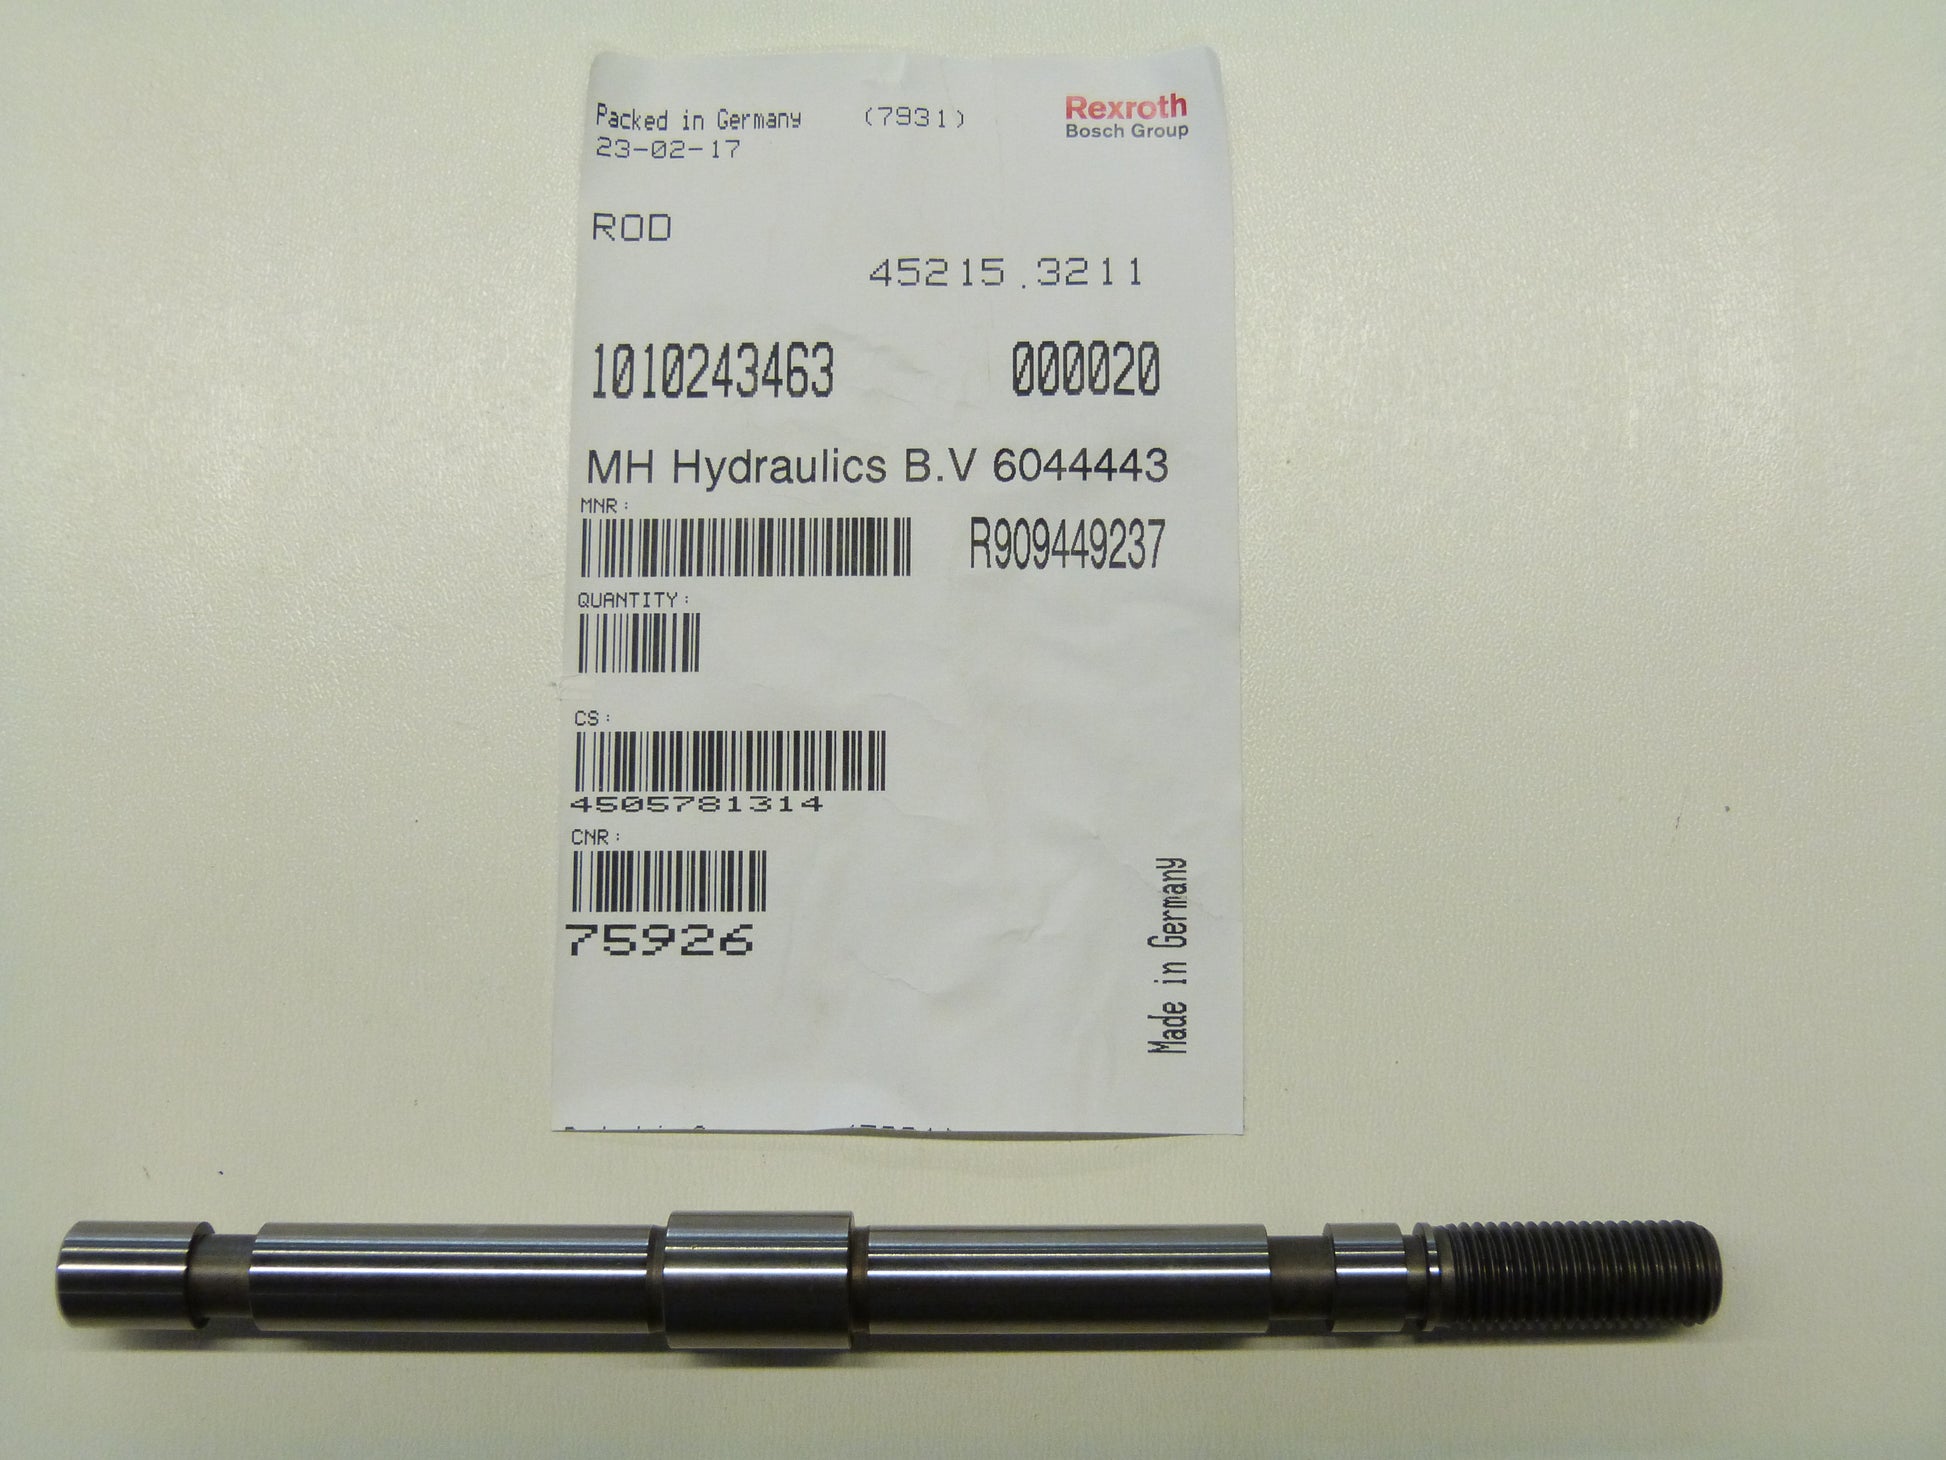 Packed in Germany (7931)
Rexroth
Bosch Group
23-02-17
ROD
45215.3211
1010243463 000020
MH Hydraulics B.V 6044443
MNR:
R909449237
QUANTITY:
CS:
4505781314
CNR:
75926
Made in Germany